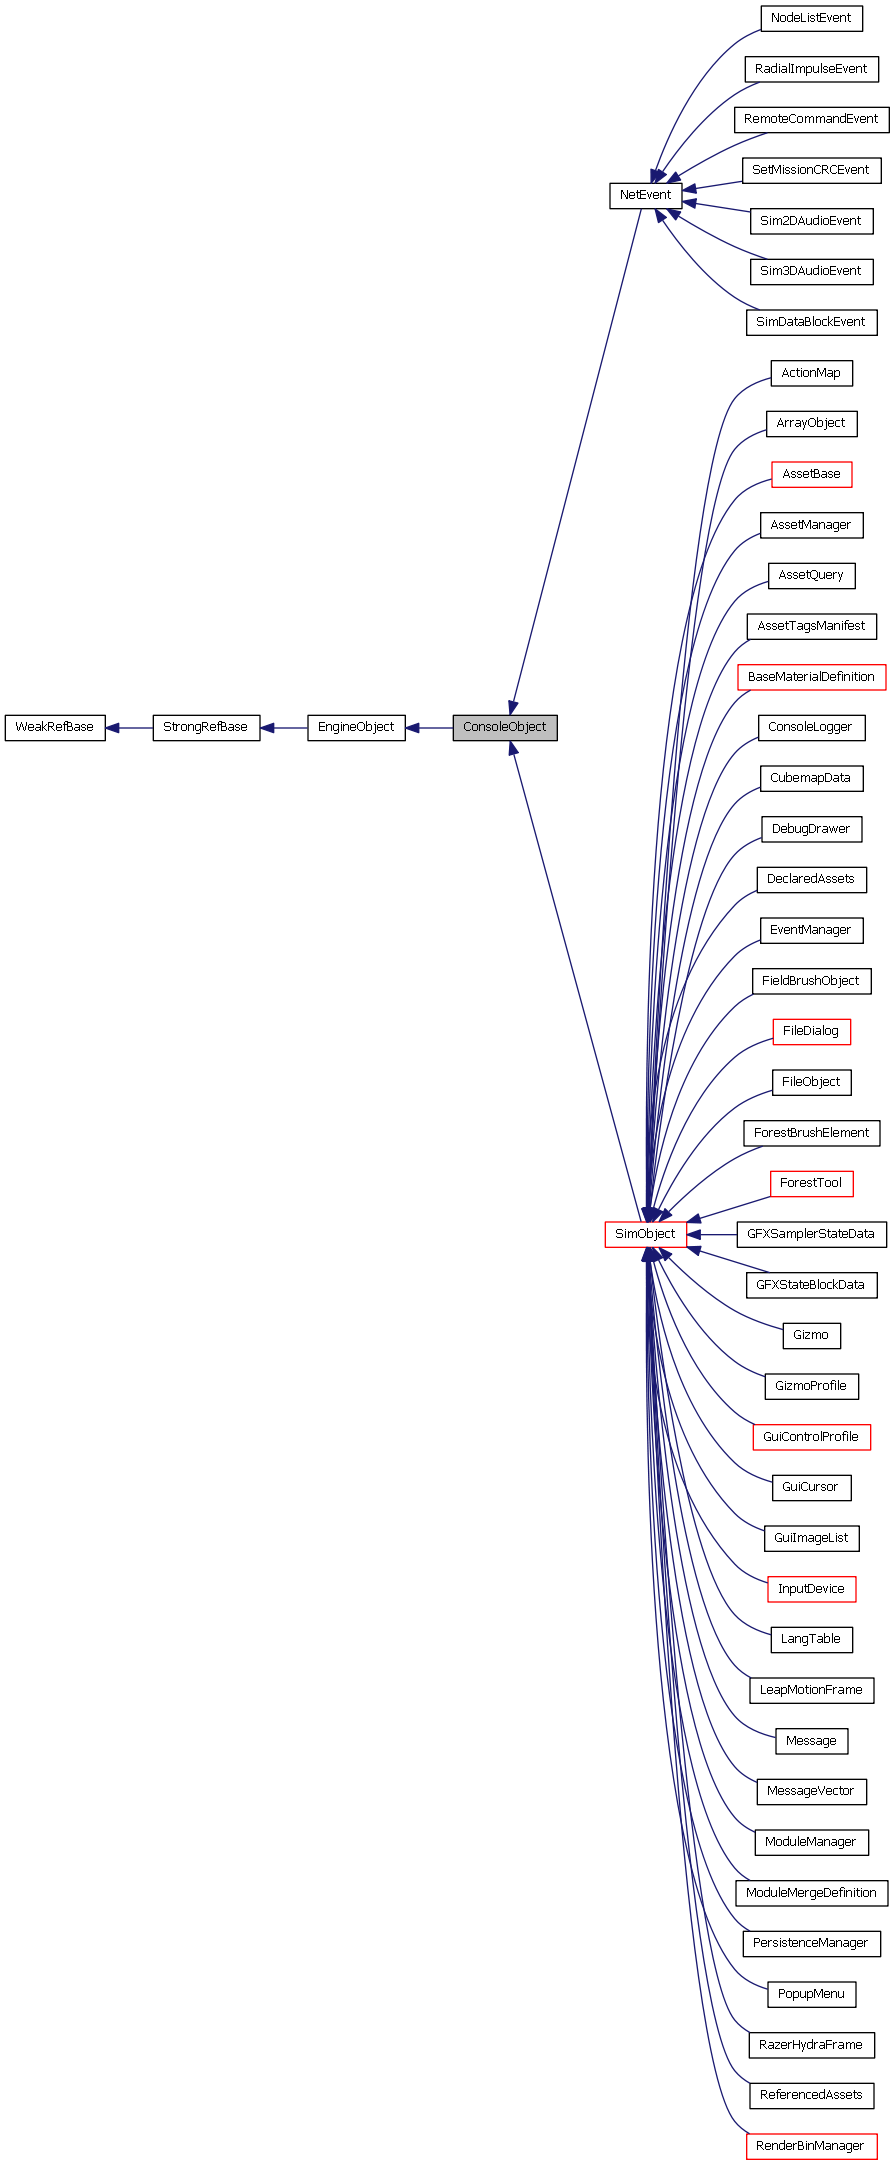 NodeListEvent
RadialImpulseEvent
RemoteCommandEvent
SetMissionCRCEvent
NetEvent
Sim2DAudioEvent
Sim3DAudioEvent
SimDataBlockEvent
ActionMap
ArrayObject
AssetBase
AssetManager
AssetQuery
AssetTagsManifest
BaseMaterialDefinition
WeakRefBase
StrongRefBase
EngineObject
ConsoleObject
ConsoleLogger
CubemapData
DebugDrawer
DeclaredAssets
EventManager
FieldBrushObject
FileDialog
FileObject
ForestBrushElement
ForestTool
SimObject
GFXSamplerStateData
GFXStateBlockData
Gizmo
GizmoProfile
GuiControlProfile
GuiCursor
GuiImageList
InputDevice
LangTable
LeapMotionFrame
Message
MessageVector
ModuleManager
ModuleMergeDefinition
PersistenceManager
PopupMenu
RazerHydraFrame
ReferencedAssets
RenderBinManager